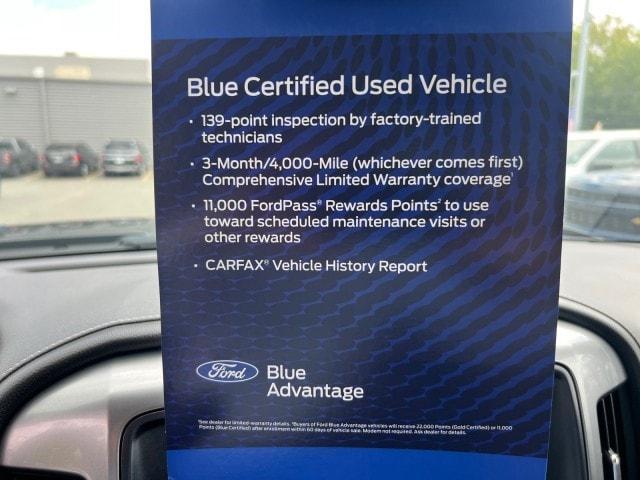 Blue Certified Used Vehicle
· 139-point inspection by factory-trained
technicians
· 3-Month/4,000-Mile (whichever comes first)
Comprehensive Limited Warranty coverage¹
· 11,000 FordPass® Rewards Points² to use
toward scheduled maintenance visits or
other rewards
· CARFAX® Vehicle History Report
Ford
Blue
Advantage
¹See dealer for limited-warranty details. ²Buyers of Ford Blue Advantage vehicles will receive 22,000 Points (Gold Certified) or 11,000
Points (Blue Certified) after enrollment within 60 days of vehicle sale. Modem not required. Ask dealer for details.